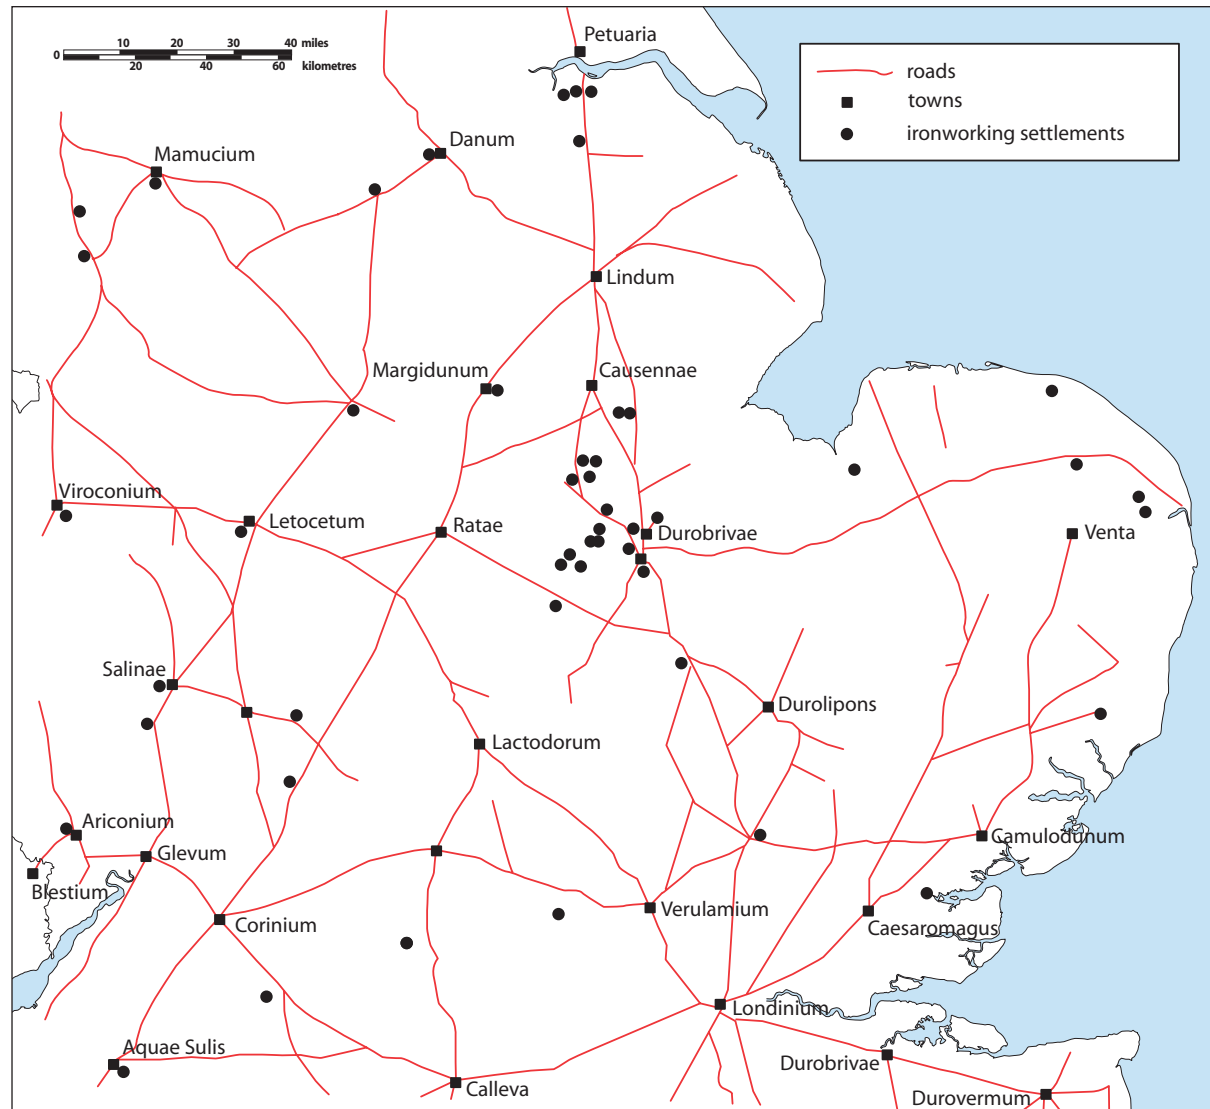 Petuaria
10 20 30 40 miles
0
20 40 60 kilometres
roads
towns
ironworking settlements
Danum
Mamucium
Lindum
Margidunum
Causennae
Viroconium
Letocetum
Ratae
Durobrivae
Venta
Salinae
Durolipons
Lactodorum
Ariconium
Camulodunum
Glevum
Blestium
Verulamium
Corinium
Caesaromagus
Londinium
Aquae Sulis
Durobrivae
Calleva
Durovermum